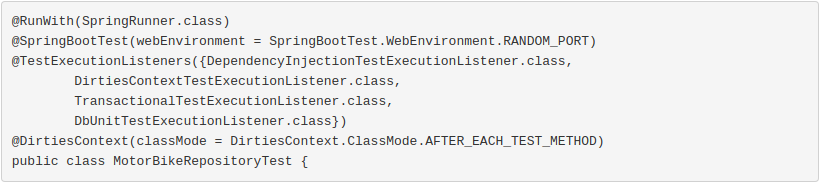 @RunWith(SpringRunner.class)
@SpringBootTest(webEnvironment = SpringBootTest.WebEnvironment.RANDOM_PORT)
@TestExecutionListeners({DependencyInjectionTestExecutionListener.class,
        DirtiesContextTestExecutionListener.class,
        TransactionalTestExecutionListener.class,
        DbUnitTestExecutionListener.class})
@DirtiesContext(classMode = DirtiesContext.ClassMode.AFTER_EACH_TEST_METHOD)
public class MotorBikeRepositoryTest {